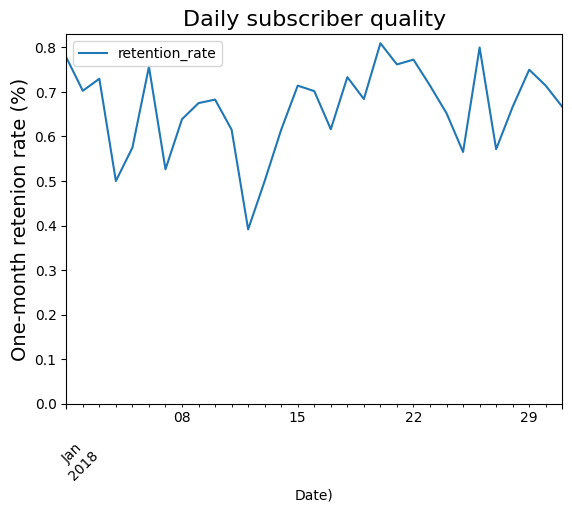 Daily subscriber quality
retention_rate
One-month retenion rate (%)
0.8
0.7
0.6
0.5
0.4
0.3
0.2
0.1
0.0
08
15
22
29
Jan
2018
Date)